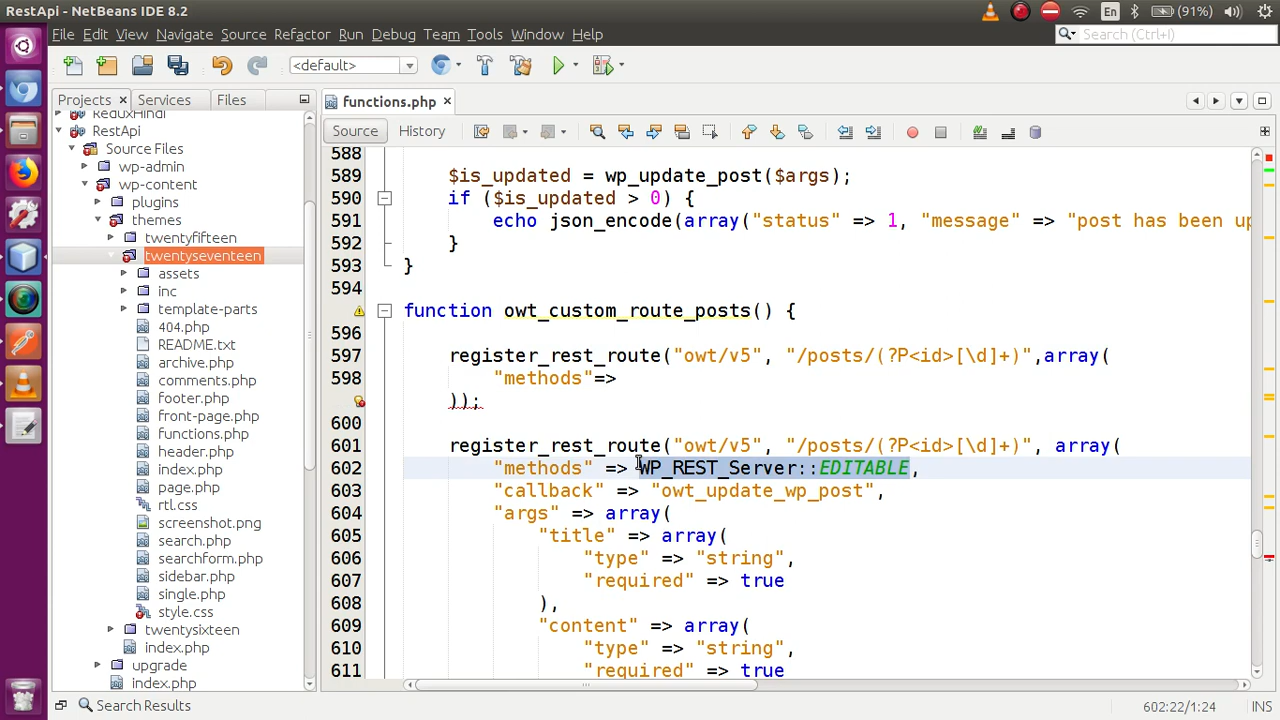 RestApi - NetBeans IDE 8.2
En
(91%)
File Edit View Navigate Source Refactor Run Debug Team Tools Window Help
Search (Ctrl+I)
<default>
Projects
Services
Files
functions.php
Source
History
ReduxHindi
RestApi
Source Files
wp-admin
wp-content
plugins
themes
twentyfifteen
twentyseventeen
assets
inc
template-parts
404.php
README.txt
archive.php
comments.php
footer.php
front-page.php
functions.php
header.php
index.php
page.php
rtl.css
screenshot.png
search.php
searchform.php
sidebar.php
single.php
style.css
twentysixteen
index.php
upgrade
index.php
588
589 $is_updated = wp_update_post($args);
590 if ($is_updated > 0) {
591 echo json_encode(array("status" => 1, "message" => "post has been up
592 }
593 }
594
function owt_custom_route_posts() {
596
597 register_rest_route("owt/v5", "/posts/(?P<id>[\d]+)",array(
598 "methods"=>
));
600
601 register_rest_route("owt/v5", "/posts/(?P<id>[\d]+)", array(
602 "methods" => WP_REST_Server::EDITABLE,
603 "callback" => "owt_update_wp_post",
604 "args" => array(
605 "title" => array(
606 "type" => "string",
607 "required" => true
608 ),
609 "content" => array(
610 "type" => "string",
611 "required" => true
Search Results
602:22/1:24
INS